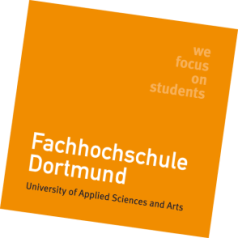 we
focus
on
students
Fachhochschule
Dortmund
University of Applied Sciences and Arts